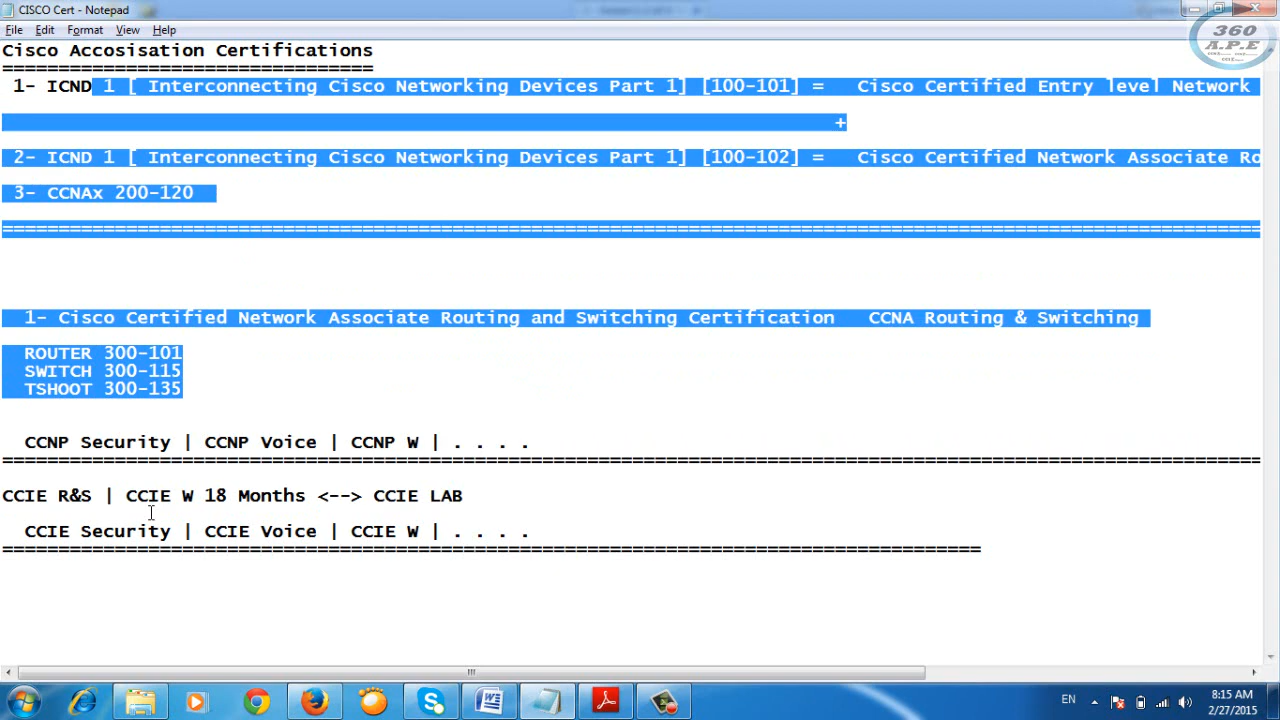 CISCO Cert - Notepad
File Edit Format View Help
360
A.P.E
Cisco Accosisation Certifications
=================================
1- ICND 1 [ Interconnecting Cisco Networking Devices Part 1] [100-101] = Cisco Certified Entry level Network
+
2- ICND 1 [ Interconnecting Cisco Networking Devices Part 1] [100-102] = Cisco Certified Network Associate Ro
3- CCNAx 200-120
================================================================================================================
1- Cisco Certified Network Associate Routing and Switching Certification CCNA Routing & Switching
ROUTER 300-101
SWITCH 300-115
TSHOOT 300-135
CCNP Security | CCNP Voice | CCNP W | . . . .
================================================================================================================
CCIE R&S | CCIE W 18 Months <--> CCIE LAB
CCIE Security | CCIE Voice | CCIE W | . . . .
=======================================================================================
EN
8:15 AM
2/27/2015